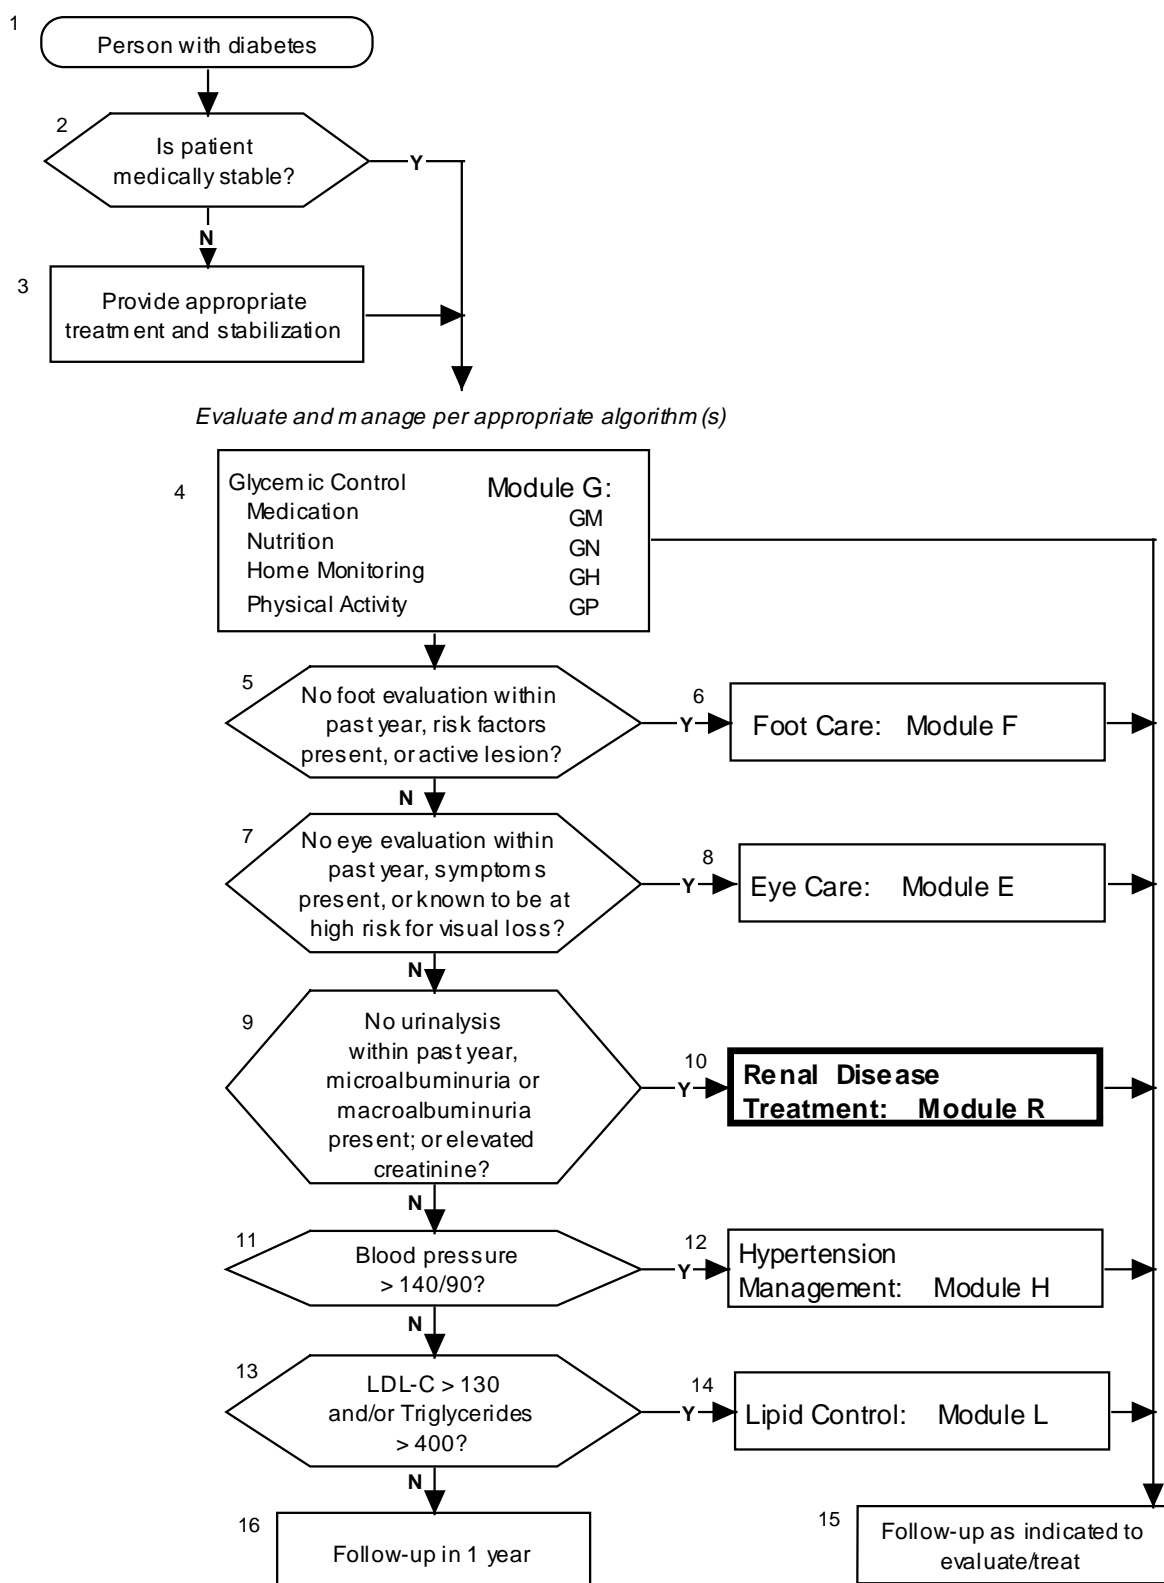 1
Person with diabetes
2
Is patient
medically stable?
Y
N
3
Provide appropriate
treatment and stabilization
Evaluate and manage per appropriate algorithm(s)
4
Glycemic Control Module G:
Medication GM
Nutrition GN
Home Monitoring GH
Physical Activity GP
5
No foot evaluation within
past year, risk factors
present, or active lesion?
Y
6
Foot Care: Module F
N
7
No eye evaluation within
past year, symptoms
present, or known to be at
high risk for visual loss?
Y
8
Eye Care: Module E
N
9
No urinalysis
within past year,
microalbuminuria or
macroalbuminuria
present; or elevated
creatinine?
Y
10
Renal Disease
Treatment: Module R
N
11
Blood pressure
> 140/90?
Y
12
Hypertension
Management: Module H
N
13
LDL-C > 130
and/or Triglycerides
> 400?
Y
14
Lipid Control: Module L
N
16
Follow-up in 1 year
15
Follow-up as indicated to
evaluate/treat